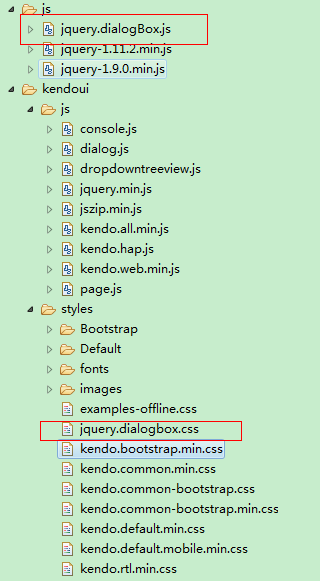 js
jquery.dialogBox.js
jquery-1.11.2.min.js
jquery-1.9.0.min.js
kendoui
js
console.js
dialog.js
dropdowntreeview.js
jquery.min.js
jszip.min.js
kendo.all.min.js
kendo.hap.js
kendo.web.min.js
page.js
styles
Bootstrap
Default
fonts
images
examples-offline.css
jquery.dialogbox.css
kendo.bootstrap.min.css
kendo.common.min.css
kendo.common-bootstrap.css
kendo.common-bootstrap.min.css
kendo.default.min.css
kendo.default.mobile.min.css
kendo.rtl.min.css